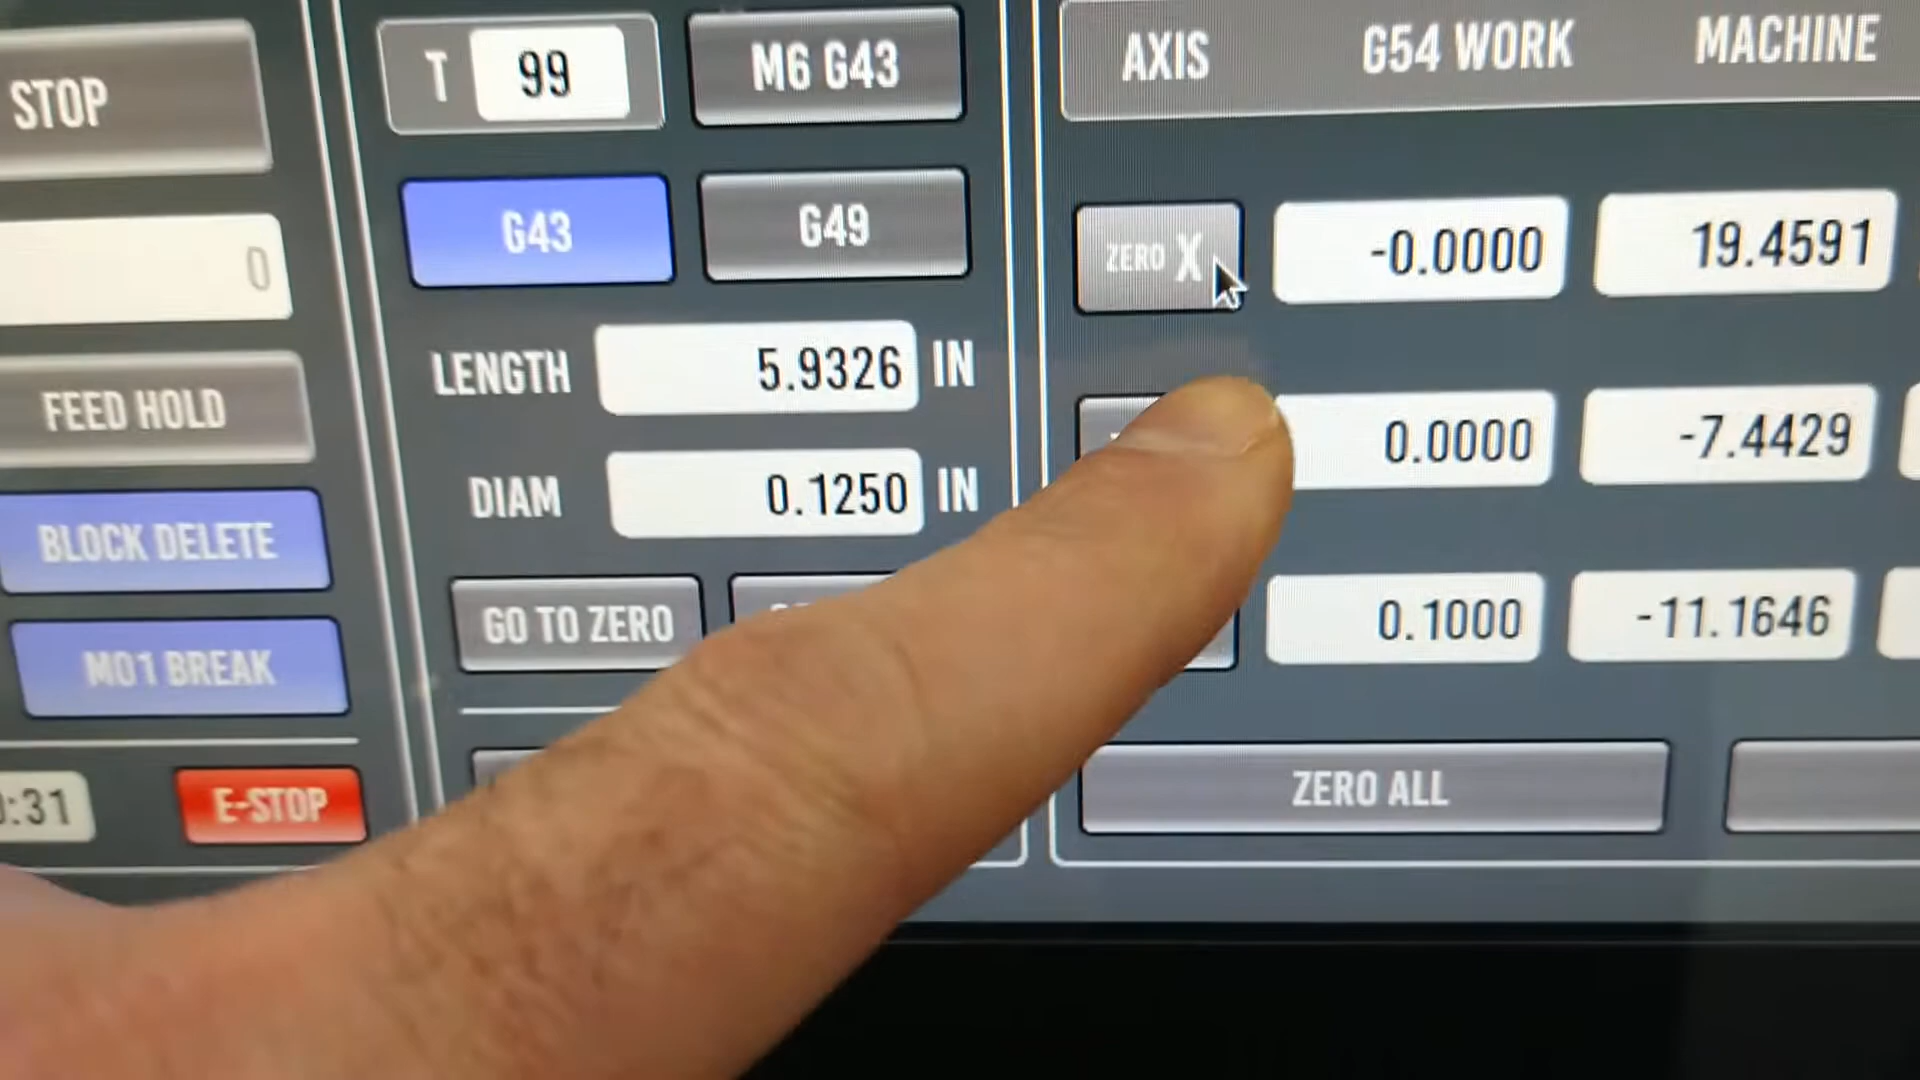 STOP
0
FEED HOLD
BLOCK DELETE
M01 BREAK
:31
E-STOP
T 99
M6 G43
G43
G49
LENGTH 5.9326 IN
DIAM 0.1250 IN
GO TO ZERO
AXIS G54 WORK MACHINE
ZERO X -0.0000 19.4591
0.0000 -7.4429
0.1000 -11.1646
ZERO ALL